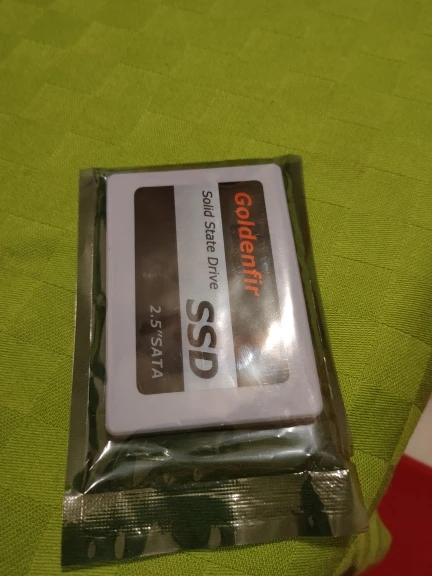 Goldenfir
Solid State Drive
SSD
2.5"SATA